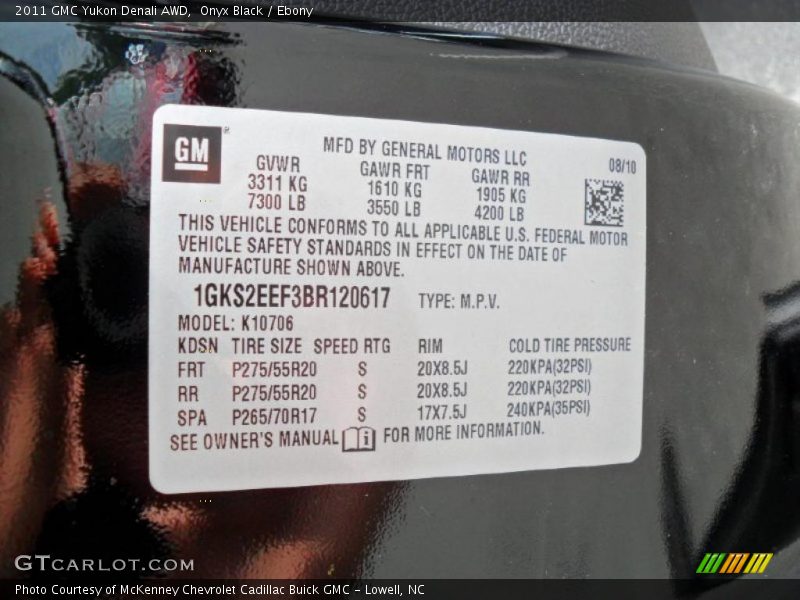 2011 GMC Yukon Denali AWD, Onyx Black / Ebony
GM®
MFD BY GENERAL MOTORS LLC
08/10
GVWR GAWR FRT GAWR RR
3311 KG 1610 KG 1905 KG
7300 LB 3550 LB 4200 LB
THIS VEHICLE CONFORMS TO ALL APPLICABLE U.S. FEDERAL MOTOR
VEHICLE SAFETY STANDARDS IN EFFECT ON THE DATE OF
MANUFACTURE SHOWN ABOVE.
1GKS2EEF3BR120617 TYPE: M.P.V.
MODEL: K10706
KDSN TIRE SIZE SPEED RTG RIM COLD TIRE PRESSURE
FRT P275/55R20 S 20X8.5J 220KPA(32PSI)
RR P275/55R20 S 20X8.5J 220KPA(32PSI)
SPA P265/70R17 S 17X7.5J 240KPA(35PSI)
SEE OWNER'S MANUAL i FOR MORE INFORMATION.
GTCARLOT.COM
Photo Courtesy of McKenney Chevrolet Cadillac Buick GMC - Lowell, NC